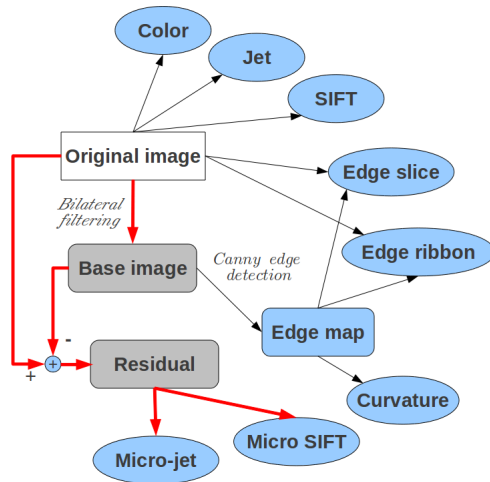 Color
Jet
SIFT
Original image
Edge slice
Bilateral
filtering
Edge ribbon
Canny edge
detection
Base image
-
Edge map
+
+
Residual
Curvature
Micro SIFT
Micro-jet